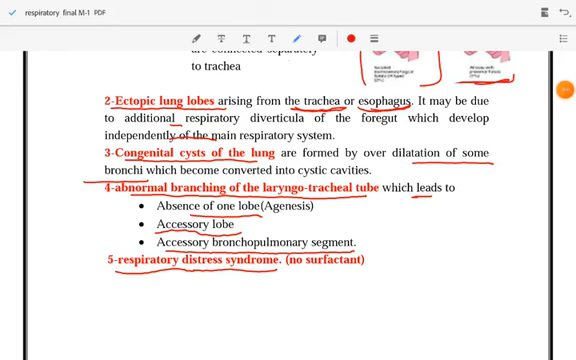 respiratory final M-1 PDF
are connected separately
to trachea
2-Ectopic lung lobes arising from the trachea or esophagus. It may be due
to additional respiratory diverticula of the foregut which develop
independently of the main respiratory system.
3-Congenital cysts of the lung are formed by over dilatation of some
bronchi which become converted into cystic cavities.
4-abnormal branching of the laryngo-tracheal tube which leads to
• Absence of one lobe(Agenesis)
• Accessory lobe
• Accessory bronchopulmonary segment.
5-respiratory distress syndrome. (no surfactant)